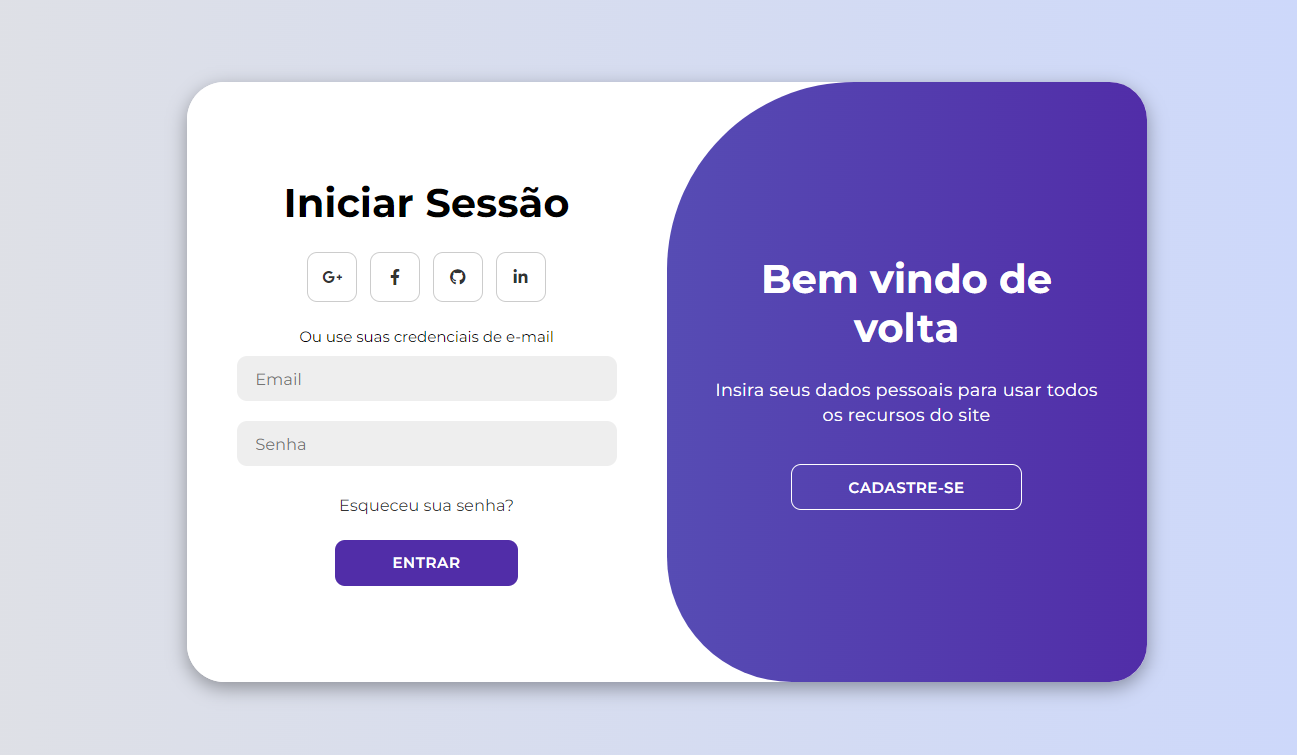 Iniciar Sessão
G+ f in
Ou use suas credenciais de e-mail
Email
Senha
Esqueceu sua senha?
ENTRAR
Bem vindo de
volta
Insira seus dados pessoais para usar todos
os recursos do site
CADASTRE-SE